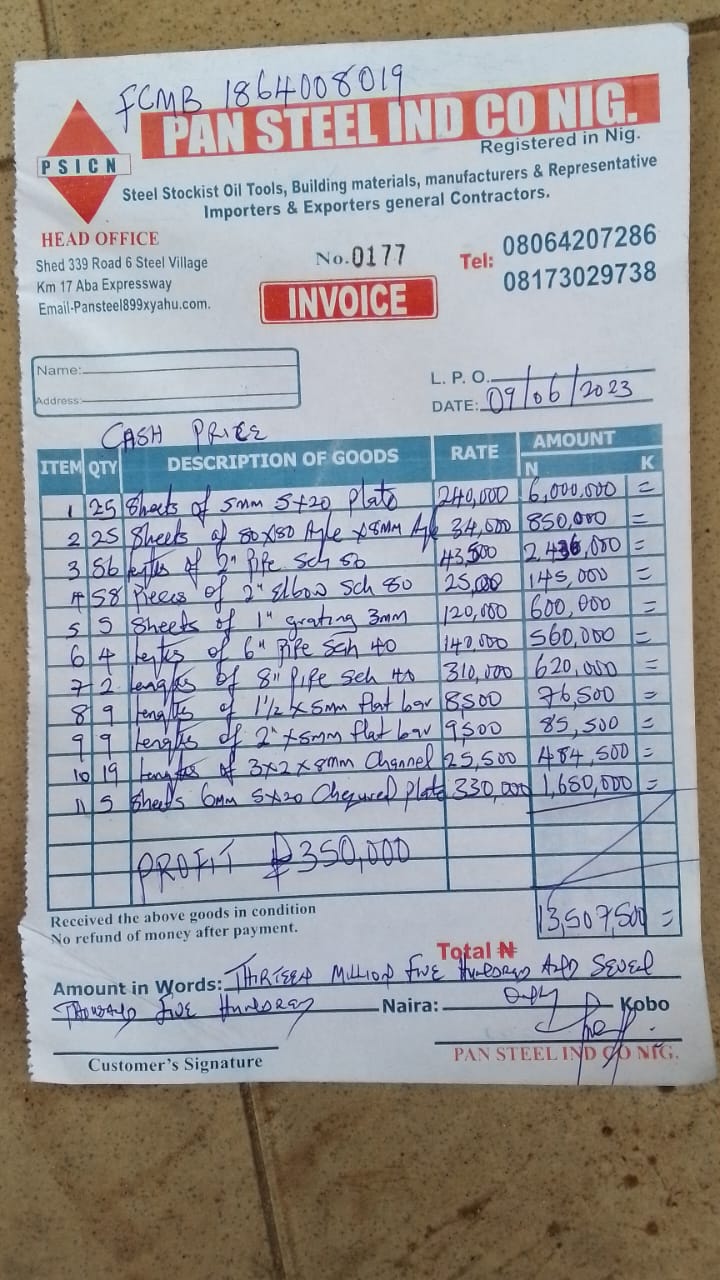 FCMB 1864008019
PAN STEEL IND CO NIG.
Registered in Nig.
PSICN
Steel Stockist Oil Tools, Building materials, manufacturers & Representative
Importers & Exporters general Contractors.
HEAD OFFICE
Shed 339 Road 6 Steel Village
Km 17 Aba Expressway
Email-Pansteel899xyahu.com.
No. 0177
INVOICE
Tel: 08064207286
08173029738
Name:
Address:
L. P. O.
DATE: 09/06/2023
CASH PRICE
ITEM QTY DESCRIPTION OF GOODS RATE AMOUNT
N K
1 25 Sheets of 5mm 5x20 Plate 240,000 6,000,000 =
2 25 Sheets of 80x80 Angle x8mm 34,000 850,000 =
3 56 lengths of 2" Pipe Sch 80 43,500 2,436,000 =
4 58 Pieces of 2" Elbow Sch 80 25,000 145,000 =
5 5 Sheets of 1" grating 3mm 120,000 600,000 =
6 4 lengths of 6" Pipe Sch 40 140,000 560,000 =
7 2 Lengths of 8" Pipe Sch 40 310,000 620,000 =
8 9 lengths of 1½ x 5mm flat bar 8500 76,500 =
9 9 Lengths of 2" x 5mm flat bar 9,500 85,500 =
10 19 Lengths of 3x2x8mm Channel 25,500 484,500 =
11 5 Sheets 6mm 5x20 Chequred Plate 330,000 1,650,000 =
PROFIT ₦350,000
Received the above goods in condition
No refund of money after payment.
13,507,500 =
Total ₦
Amount in Words: THIRTEEN MILLION FIVE HUNDRED AND SEVEN
THOUSAND FIVE HUNDRED Naira: ONLY Kobo
Customer's Signature
PAN STEEL IND CO NIG.